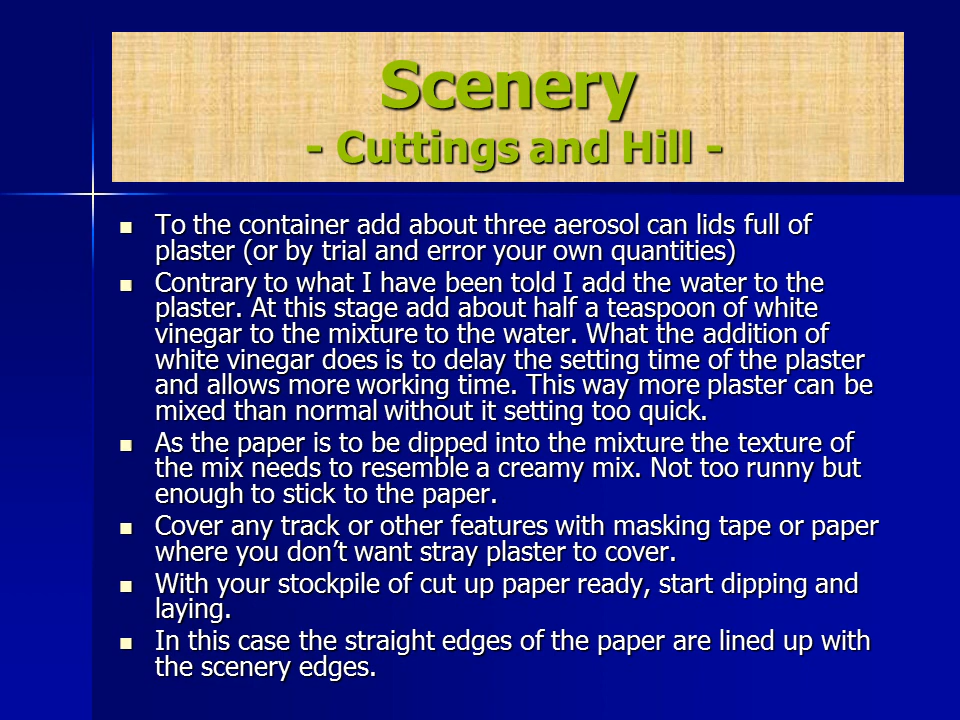 Scenery
- Cuttings and Hill -
To the container add about three aerosol can lids full of
plaster (or by trial and error your own quantities)
Contrary to what I have been told I add the water to the
plaster. At this stage add about half a teaspoon of white
vinegar to the mixture to the water. What the addition of
white vinegar does is to delay the setting time of the plaster
and allows more working time. This way more plaster can be
mixed than normal without it setting too quick.
As the paper is to be dipped into the mixture the texture of
the mix needs to resemble a creamy mix. Not too runny but
enough to stick to the paper.
Cover any track or other features with masking tape or paper
where you don’t want stray plaster to cover.
With your stockpile of cut up paper ready, start dipping and
laying.
In this case the straight edges of the paper are lined up with
the scenery edges.